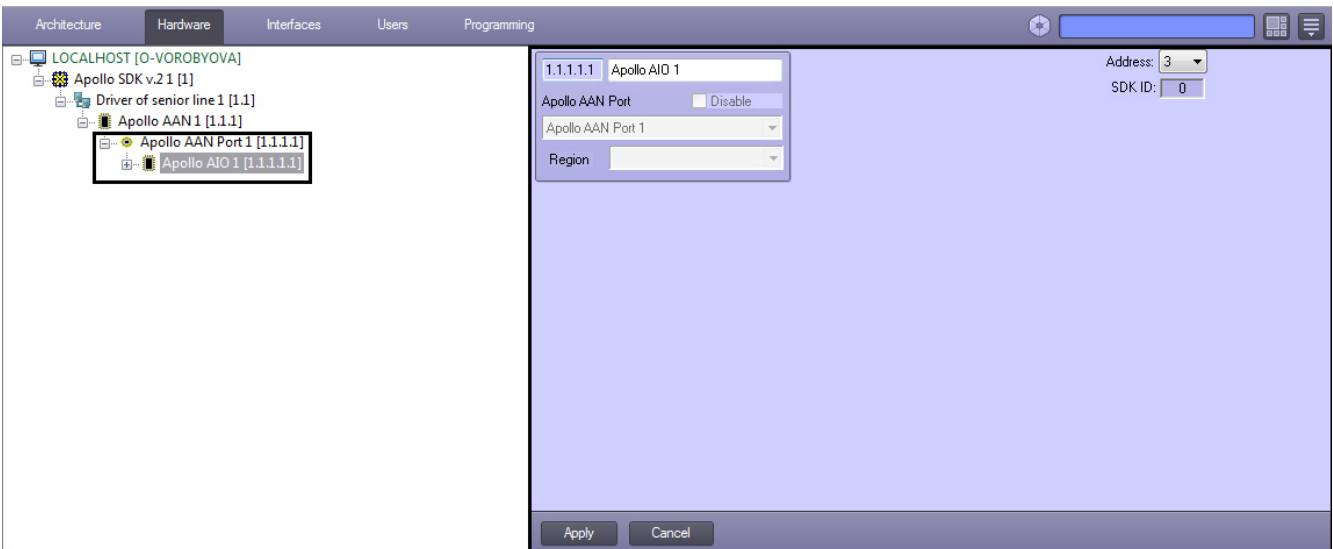 Architecture Hardware Interfaces Users Programming
LOCALHOST [O-VOROBYOVA]
Apollo SDK v.2 1 [1]
Driver of senior line 1 [1.1]
Apollo AAN 1 [1.1.1]
Apollo AAN Port 1 [1.1.1.1]
Apollo AIO 1 [1.1.1.1.1]
1.1.1.1.1 Apollo AIO 1
Apollo AAN Port Disable
Apollo AAN Port 1
Region
Address: 3
SDK ID: 0
Apply Cancel